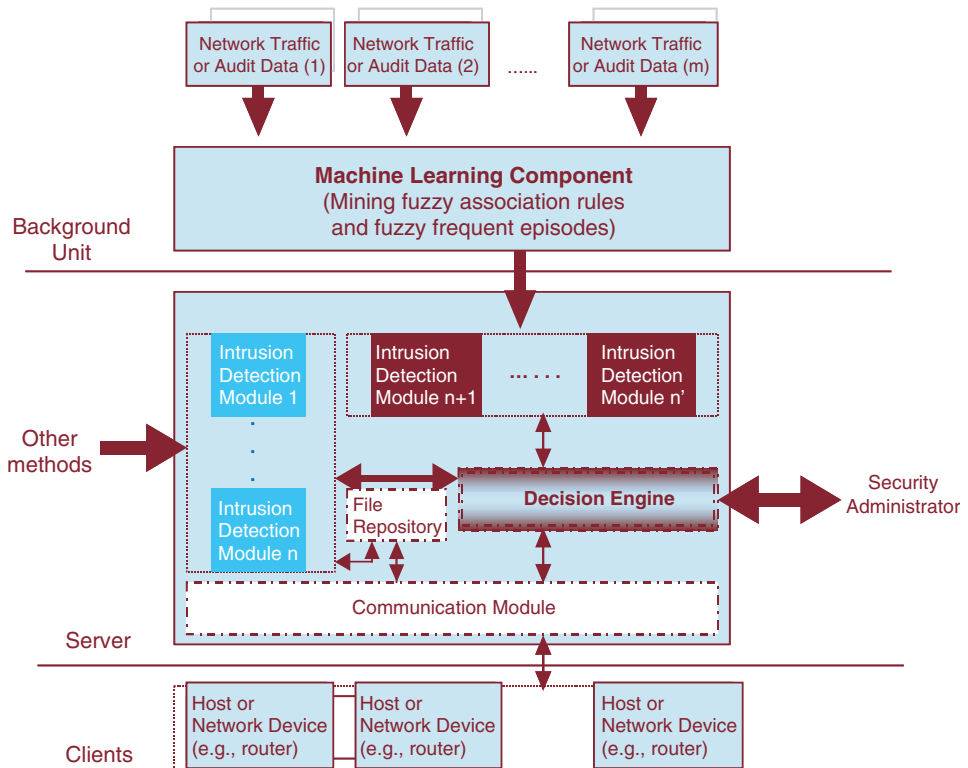 Network Traffic
or Audit Data (1)
Network Traffic
or Audit Data (2)
......
Network Traffic
or Audit Data (m)
Machine Learning Component
(Mining fuzzy association rules
and fuzzy frequent episodes)
Background
Unit
Intrusion
Detection
Module 1
.
.
.
Intrusion
Detection
Module n
Intrusion
Detection
Module n+1
... . . .
Intrusion
Detection
Module n’
Other
methods
File
Repository
Decision Engine
Security
Administrator
Communication Module
Server
Host or
Network Device
(e.g., router)
Host or
Network Device
(e.g., router)
Host or
Network Device
(e.g., router)
Clients